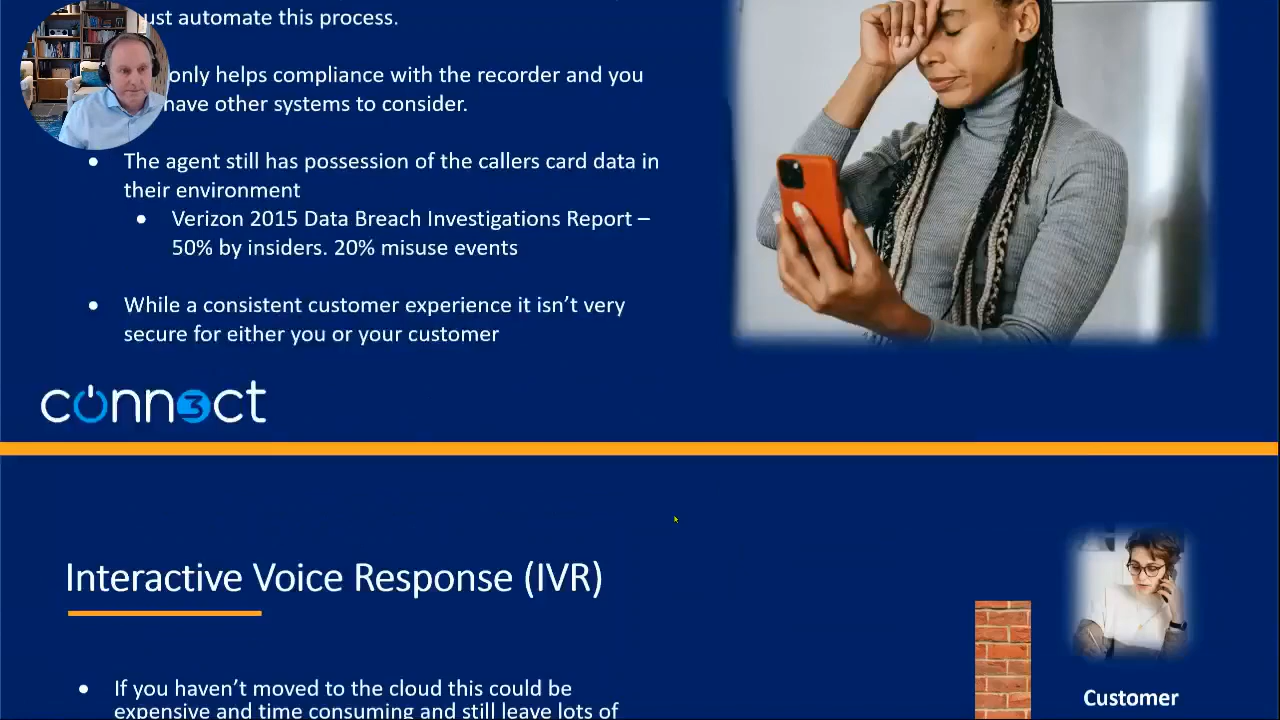 ust automate this process.
only helps compliance with the recorder and you
have other systems to consider.
• The agent still has possession of the callers card data in
their environment
• Verizon 2015 Data Breach Investigations Report –
50% by insiders. 20% misuse events
• While a consistent customer experience it isn’t very
secure for either you or your customer
conn3ct
Interactive Voice Response (IVR)
• If you haven’t moved to the cloud this could be
expensive and time consuming and still leave lots of
Customer